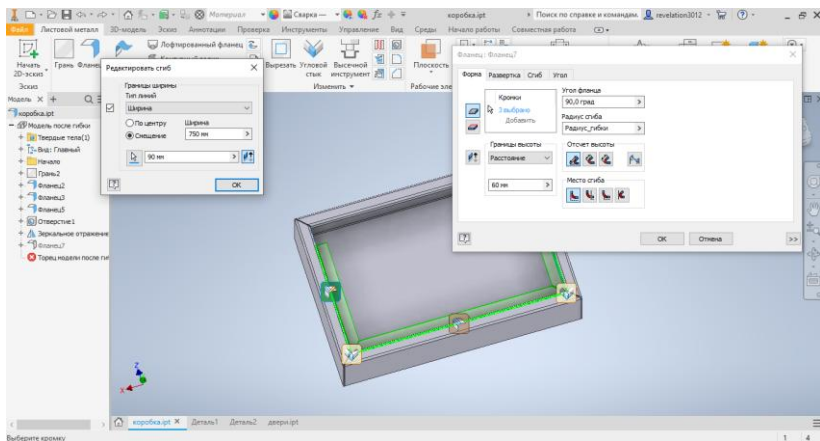 Материал
Сварка —
коробка.ipt
Поиск по справке и командам.
revelation3012
Файл Листовой металл 3D-модель Эскиз Аннотации Проверка Инструменты Управление Вид Среды Начало работы Совместная работа
Начать
2D-эскиз
Грань
Лофтированный фланец
Вырезать Угловой
стык
Высечной
инструмент
Плоскость
Эскиз
Изменить
Модель
коробка.ipt
Модель после гибки
Твердые тела(1)
Вид: Главный
Начало
Грань2
Фланец2
Фланец3
Фланец5
Отверстие1
Зеркальное отражение
Фланец7
Торец модели после ги
Редактировать сгиб
Границы ширины
Тип линий
Ширина
По центру
Смещение
Ширина
750 мм
90 мм
OK
Фланец : Фланец7
Форма Развертка Сгиб Угол
Кромки
3 выбрано
Добавить
Угол фланца
90,0 град
Радиус сгиба
Радиус_гибки
Границы высоты
Расстояние
60 мм
Отсчет высоты
Место сгиба
OK
Отмена
>>
Z
X
коробка.ipt Деталь1 Деталь2 двери.ipt
Выберите кромку
1 4